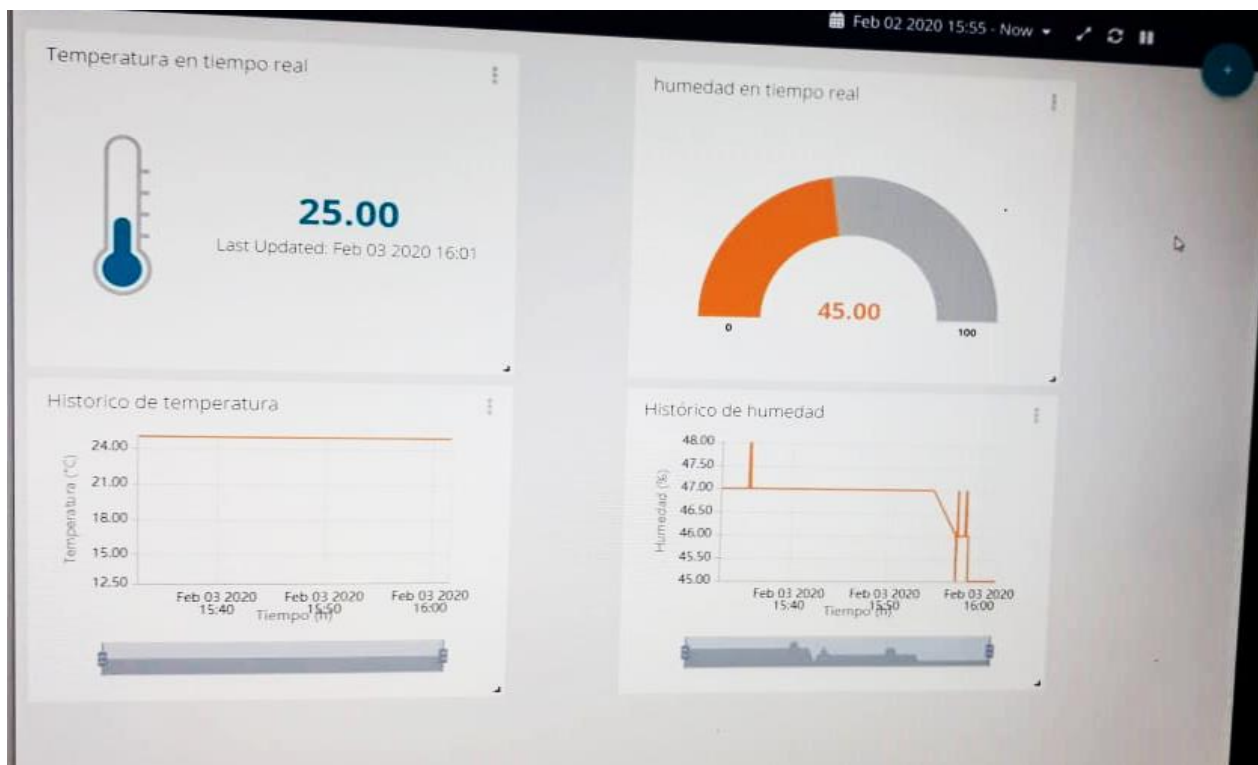 Feb 02 2020 15:55 - Now
Temperatura en tiempo real
25.00
Last Updated: Feb 03 2020 16:01
humedad en tiempo real
45.00
0
100
Historico de temperatura
Temperatura (°C)
24.00
21.00
18.00
15.00
12.50
Feb 03 2020 Feb 03 2020 Feb 03 2020
15:40 15:50 16:00
Tiempo (h)
Histórico de humedad
Humedad (%)
48.00
47.50
47.00
46.50
46.00
45.50
45.00
Feb 03 2020 Feb 03 2020 Feb 03 2020
15:40 15:50 16:00
Tiempo (h)